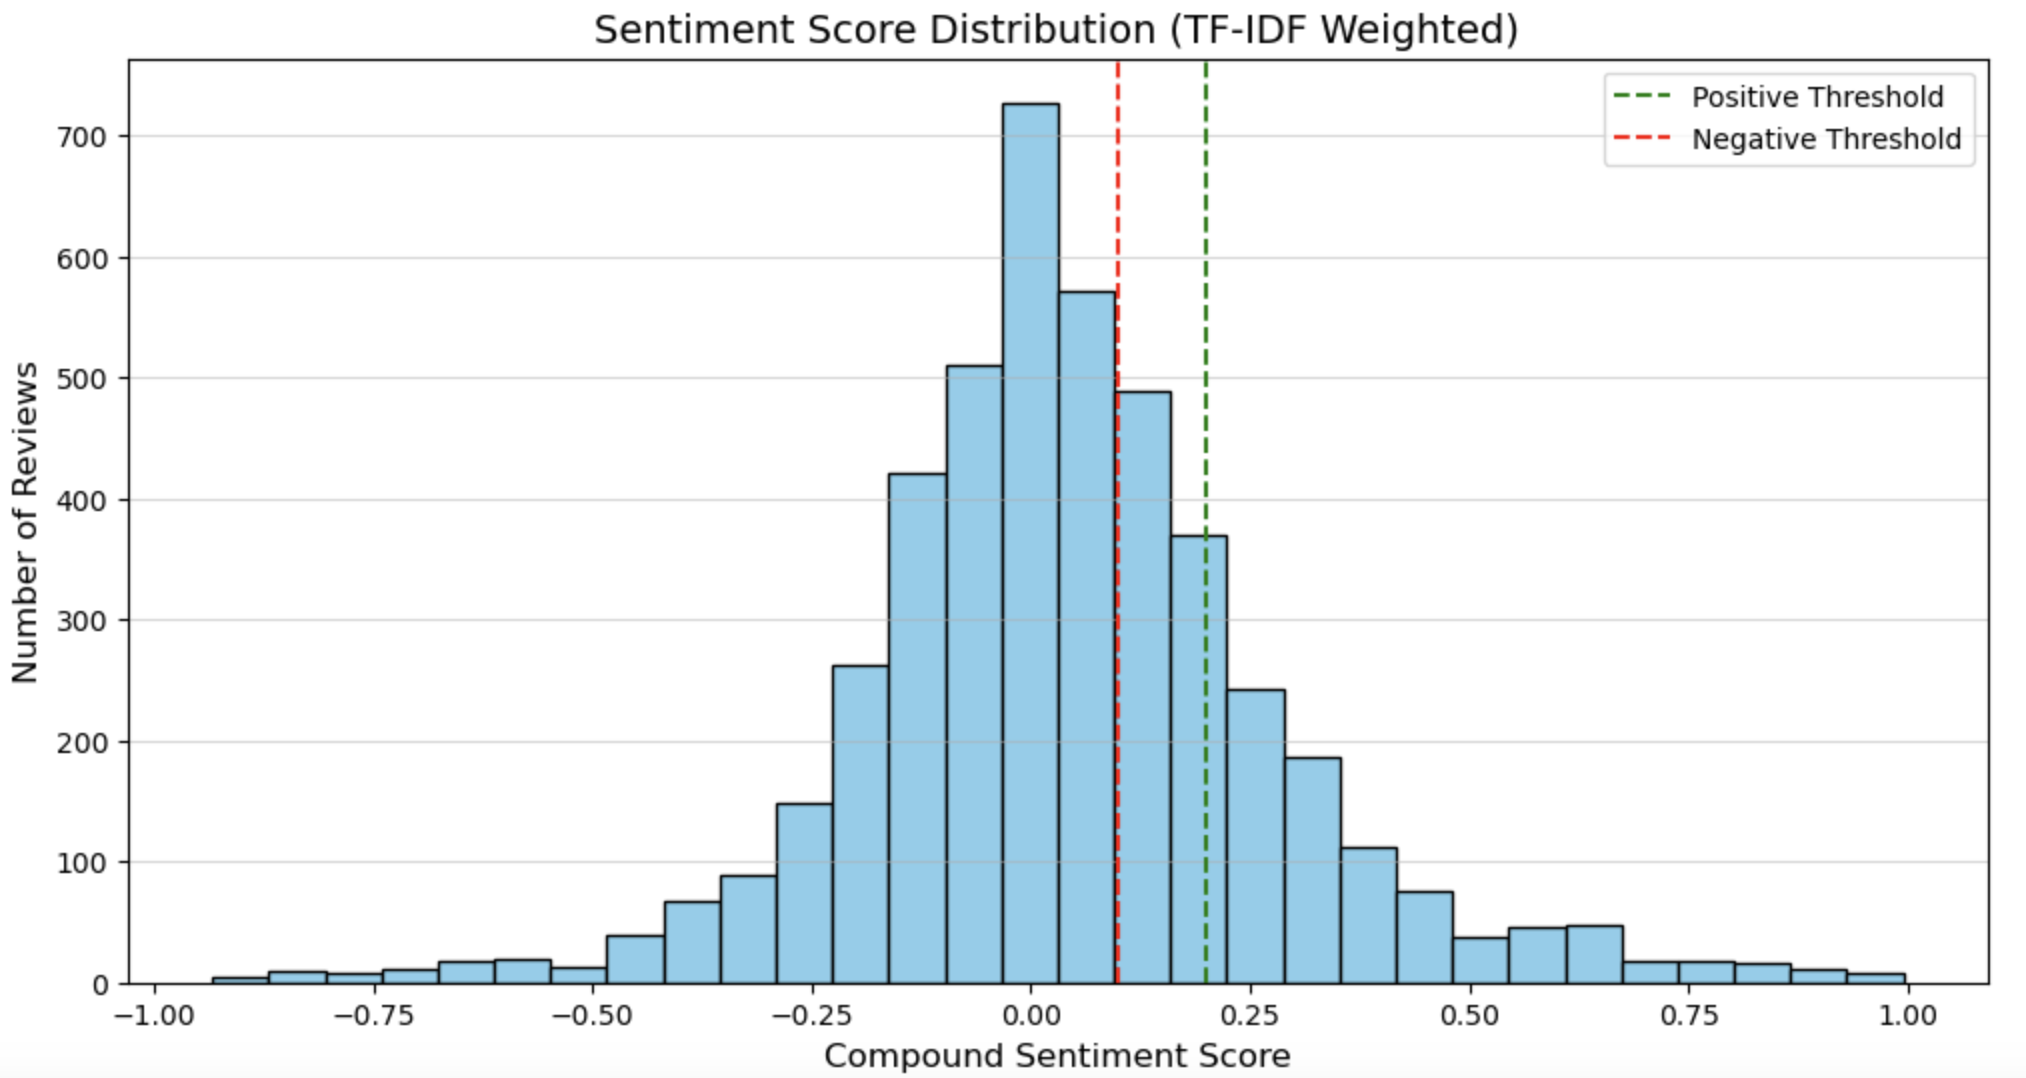 Sentiment Score Distribution (TF-IDF Weighted)
Positive Threshold
Negative Threshold
Number of Reviews
700
600
500
400
300
200
100
0
−1.00 −0.75 −0.50 −0.25 0.00 0.25 0.50 0.75 1.00
Compound Sentiment Score